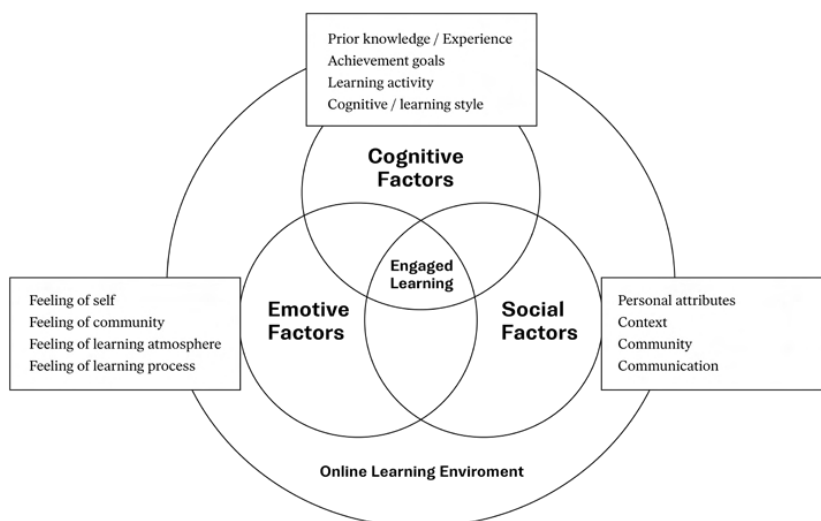 Prior knowledge / Experience
Achievement goals
Learning activity
Cognitive / learning style
Cognitive
Factors
Engaged
Learning
Feeling of self
Feeling of community
Feeling of learning atmosphere
Feeling of learning process
Emotive
Factors
Social
Factors
Personal attributes
Context
Community
Communication
Online Learning Enviroment